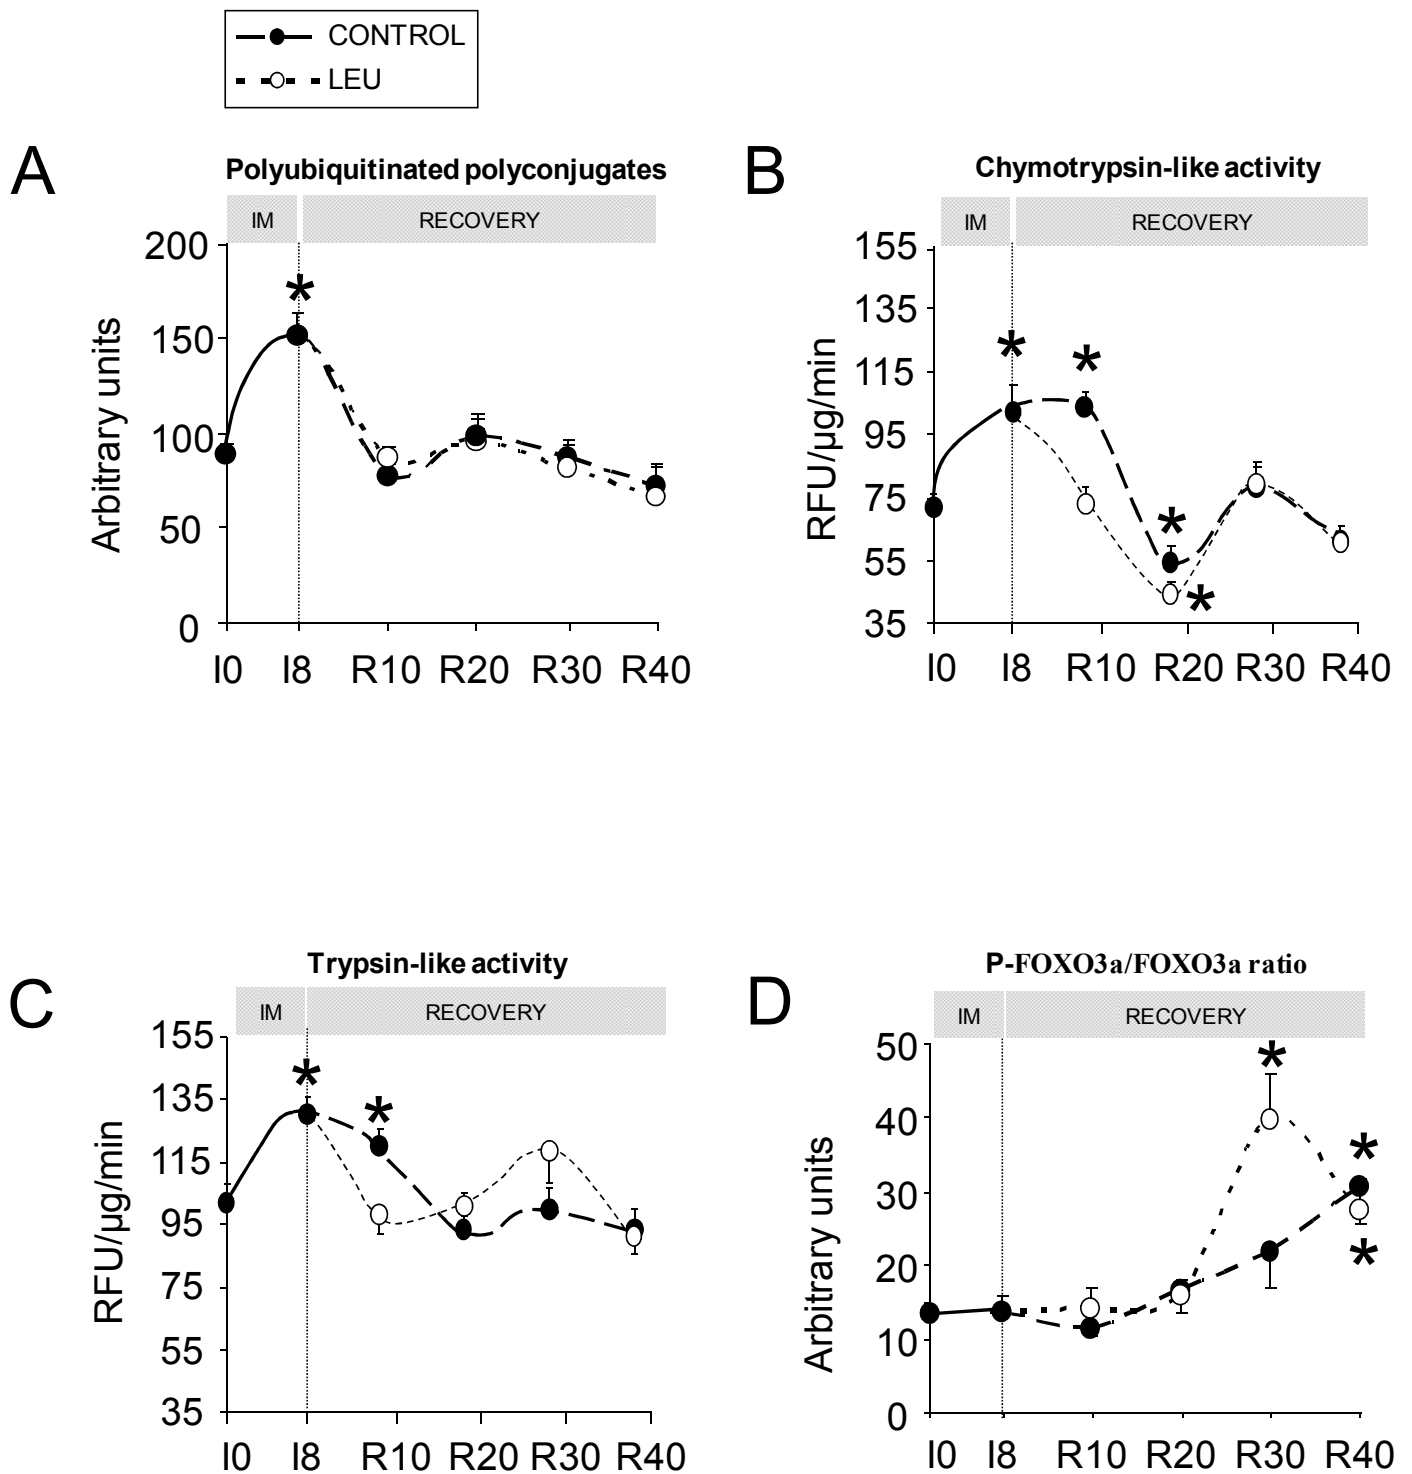 CONTROL
LEU
A
Polyubiquitinated polyconjugates
IM
RECOVERY
*
200
150
100
50
0
Arbitrary units
I0 I8 R10 R20 R30 R40
B
Chymotrypsin-like activity
IM
RECOVERY
* *
*
*
155
135
115
95
75
55
35
RFU/µg/min
I0 I8 R10 R20 R30 R40
C
Trypsin-like activity
IM
RECOVERY
*
*
155
135
115
95
75
55
35
RFU/µg/min
I0 I8 R10 R20 R30 R40
D
P-FOXO3a/FOXO3a ratio
IM
RECOVERY
*
*
*
50
40
30
20
10
0
Arbitrary units
I0 I8 R10 R20 R30 R40